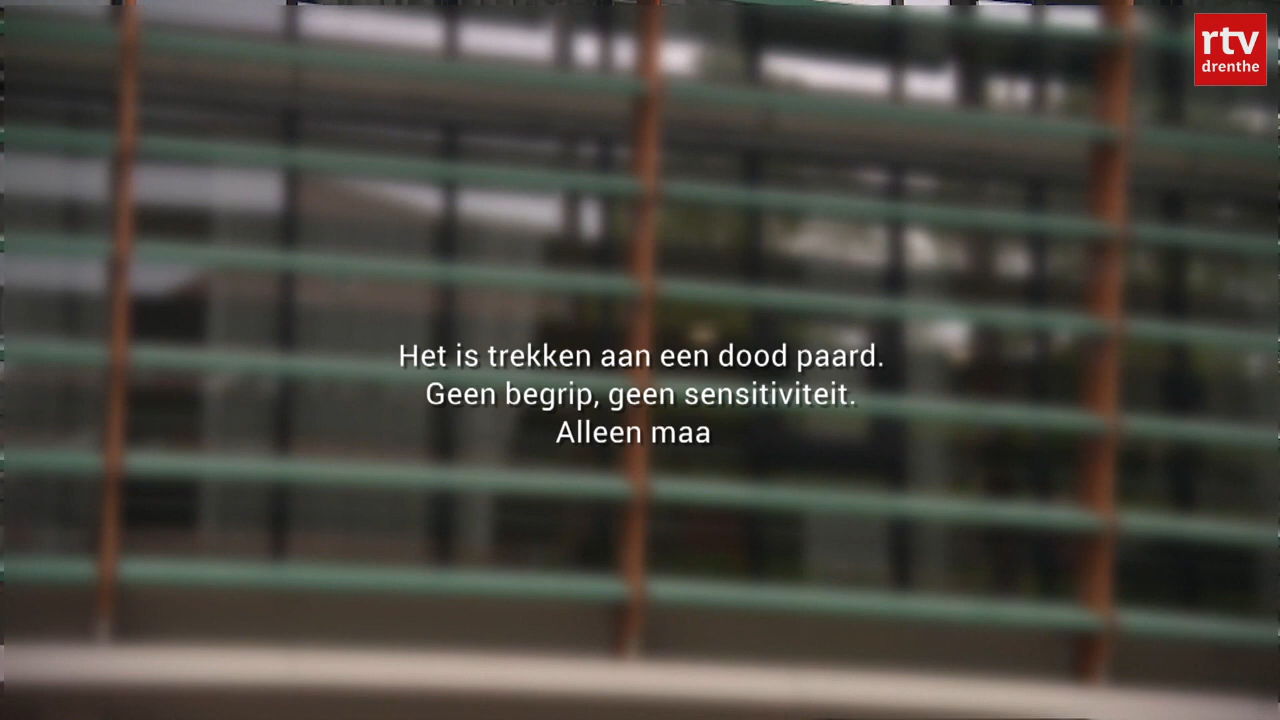 rtv
drenthe
Het is trekken aan een dood paard.
Geen begrip, geen sensitiviteit.
Alleen maa